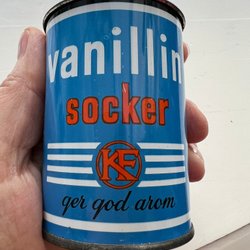 vanillin
socker
KF
ger god arom